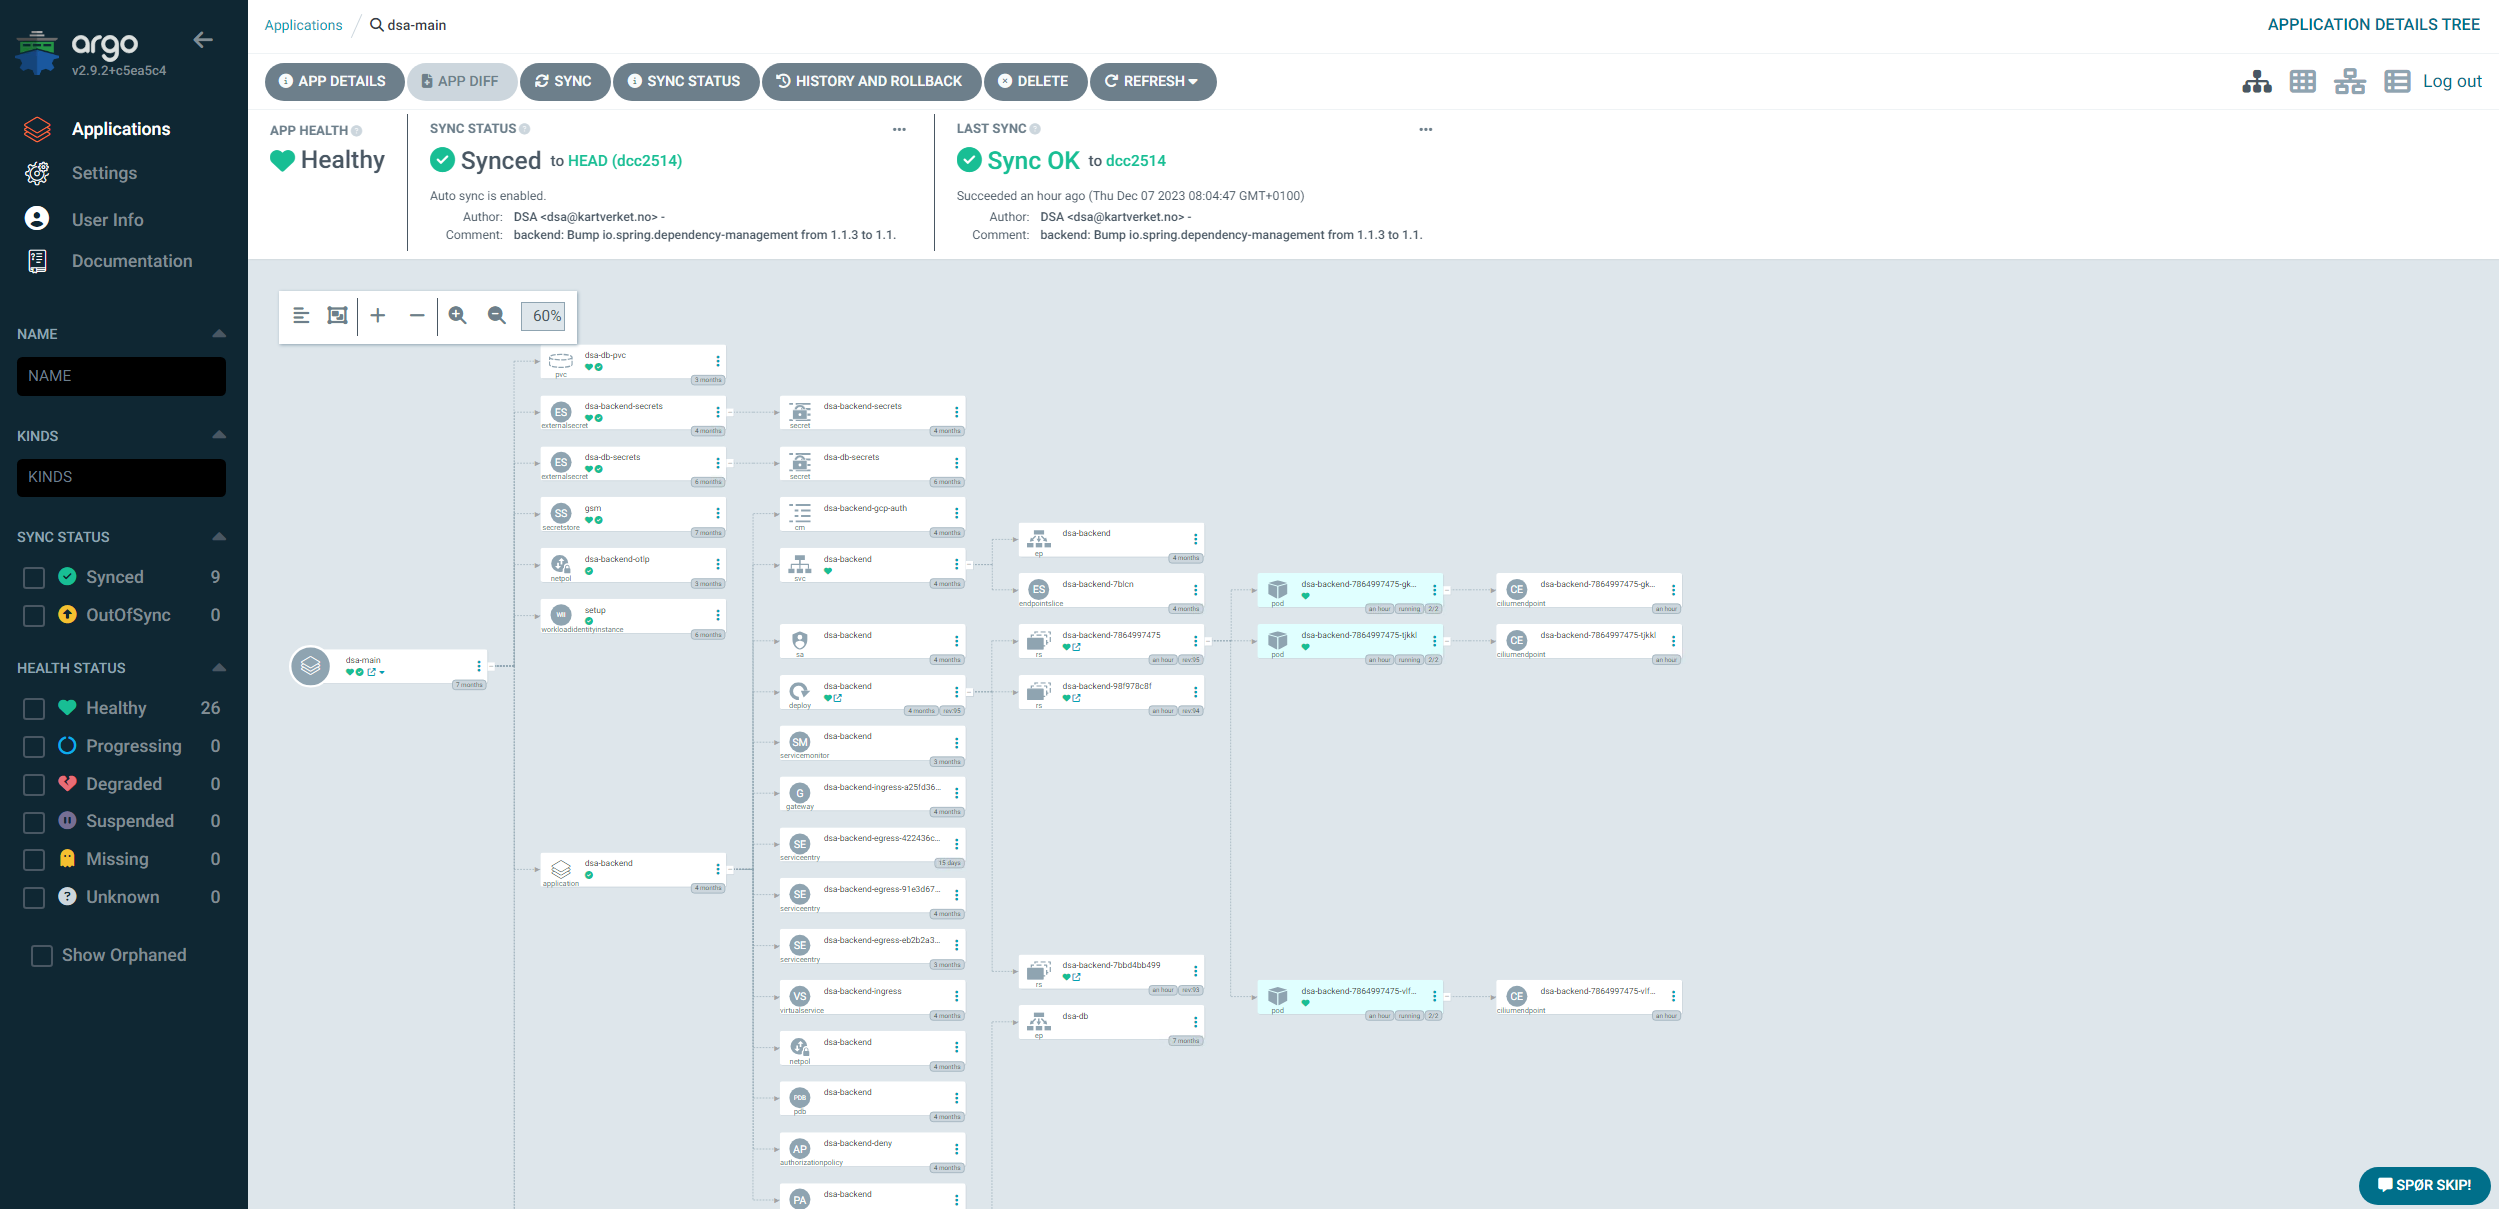 argo
v2.9.2+c5ea5c4
Applications
Settings
User Info
Documentation
NAME
NAME
KINDS
KINDS
SYNC STATUS
Synced 9
OutOfSync 0
HEALTH STATUS
Healthy 26
Progressing 0
Degraded 0
Suspended 0
Missing 0
Unknown 0
Show Orphaned
Applications / dsa-main
APPLICATION DETAILS TREE
APP DETAILS APP DIFF SYNC SYNC STATUS HISTORY AND ROLLBACK DELETE REFRESH
Log out
APP HEALTH
Healthy
SYNC STATUS
Synced to HEAD (dcc2514)
Auto sync is enabled.
Author: DSA <dsa@kartverket.no> -
Comment: backend: Bump io.spring.dependency-management from 1.1.3 to 1.1.
LAST SYNC
Sync OK to dcc2514
Succeeded an hour ago (Thu Dec 07 2023 08:04:47 GMT+0100)
Author: DSA <dsa@kartverket.no> -
Comment: backend: Bump io.spring.dependency-management from 1.1.3 to 1.1.
60%
dsa-main
7 months
dsa-db-pvc
pvc
3 months
ES
dsa-backend-secrets
externalsecret
4 months
ES
dsa-db-secrets
externalsecret
6 months
SS
gsm
secretstore
7 months
dsa-backend-otlp
netpol
3 months
WII
setup
workloadidentityinstance
6 months
dsa-backend
application
4 months
dsa-backend-secrets
secret
4 months
dsa-db-secrets
secret
6 months
dsa-backend-gcp-auth
cm
4 months
dsa-backend
svc
4 months
dsa-backend
sa
4 months
dsa-backend
deploy
4 months rev:95
SM
dsa-backend
servicemonitor
3 months
G
dsa-backend-ingress-a25fd36...
gateway
4 months
SE
dsa-backend-egress-422436c...
serviceentry
15 days
SE
dsa-backend-egress-91e3d67...
serviceentry
4 months
SE
dsa-backend-egress-eb2b2a3...
serviceentry
3 months
VS
dsa-backend-ingress
virtualservice
4 months
dsa-backend
netpol
4 months
PDB
dsa-backend
pdb
4 months
AP
dsa-backend-deny
authorizationpolicy
4 months
PA
dsa-backend
dsa-backend
ep
4 months
ES
dsa-backend-7blcn
endpointslice
4 months
dsa-backend-7864997475
rs
an hour rev:95
dsa-backend-98f978c8f
rs
an hour rev:94
dsa-backend-7bbd4bb499
rs
an hour rev:93
dsa-db
ep
7 months
dsa-backend-7864997475-gk...
pod
an hour running 2/2
dsa-backend-7864997475-tjkkl
pod
an hour running 2/2
dsa-backend-7864997475-vlf...
pod
an hour running 2/2
CE
dsa-backend-7864997475-gk...
ciliumendpoint
an hour
CE
dsa-backend-7864997475-tjkkl
ciliumendpoint
an hour
CE
dsa-backend-7864997475-vlf...
ciliumendpoint
an hour
SPØR SKIP!